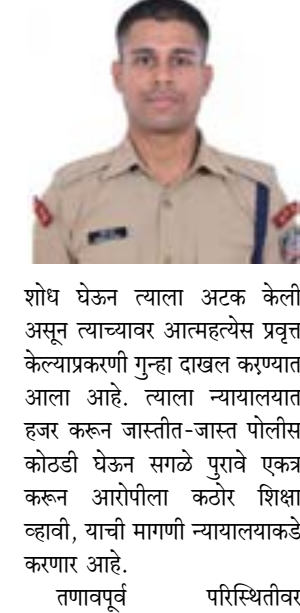 शोध घेऊन त्याला अटक केली
असून त्याच्यावर आत्महत्येस प्रवृत्त
केल्याप्रकरणी गुन्हा दाखल करण्यात
आला आहे. त्याला न्यायालयात
हजर करून जास्तीत-जास्त पोलीस
कोठडी घेऊन सगळे पुरावे एकत्र
करून आरोपीला कठोर शिक्षा
व्हावी, याची मागणी न्यायालयाकडे
करणार आहे.
तणावपूर्व परिस्थितीवर